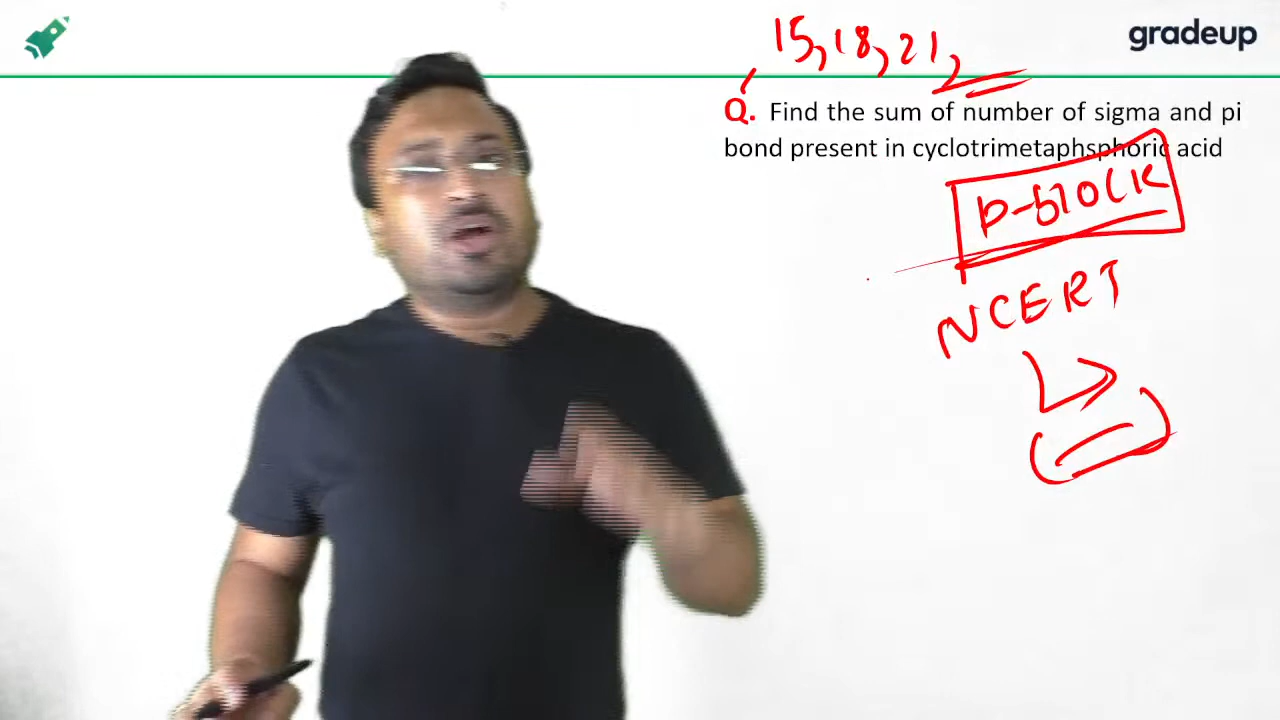 15, 18, 21,
gradeup
Q. Find the sum of number of sigma and pi
bond present in cyclotrimetaphsphoric acid
p-block
NCERT